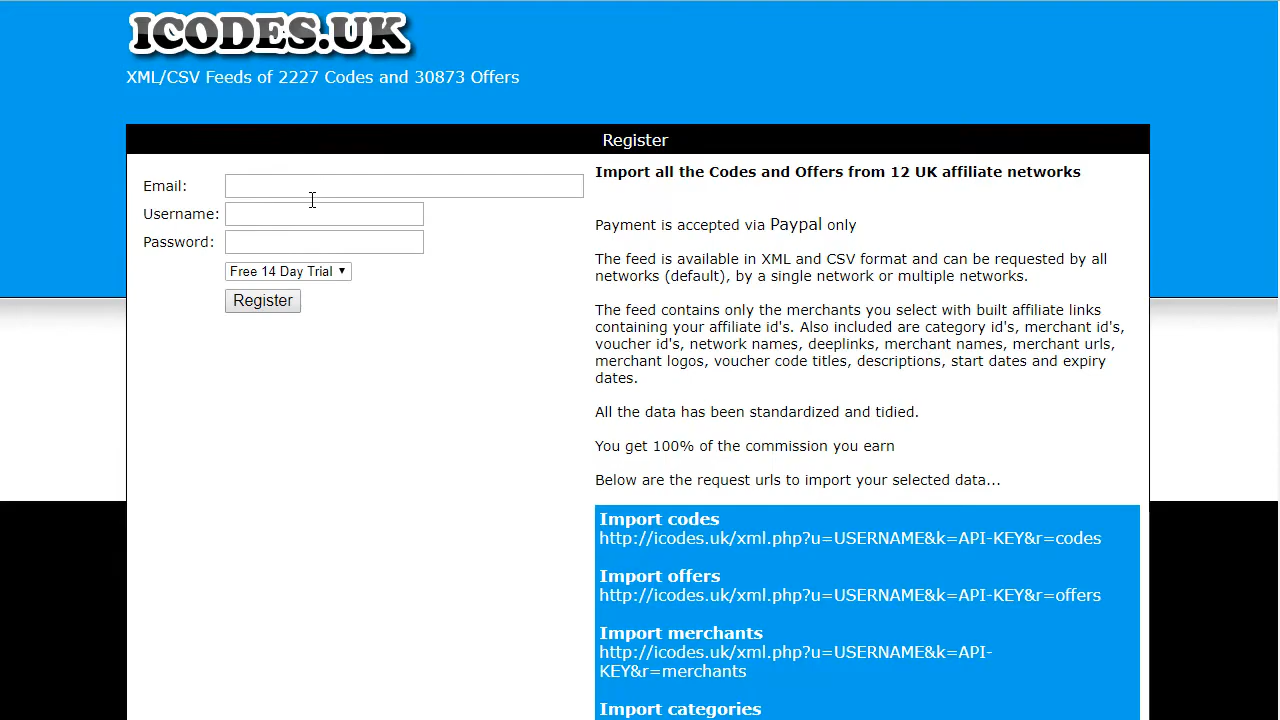 ICODES.UK
XML/CSV Feeds of 2227 Codes and 30873 Offers
Register
Email:
Username:
Password:
Free 14 Day Trial
Register
Import all the Codes and Offers from 12 UK affiliate networks
Payment is accepted via Paypal only
The feed is available in XML and CSV format and can be requested by all
networks (default), by a single network or multiple networks.
The feed contains only the merchants you select with built affiliate links
containing your affiliate id's. Also included are category id's, merchant id's,
voucher id's, network names, deeplinks, merchant names, merchant urls,
merchant logos, voucher code titles, descriptions, start dates and expiry
dates.
All the data has been standardized and tidied.
You get 100% of the commission you earn
Below are the request urls to import your selected data...
Import codes
http://icodes.uk/xml.php?u=USERNAME&k=API-KEY&r=codes
Import offers
http://icodes.uk/xml.php?u=USERNAME&k=API-KEY&r=offers
Import merchants
http://icodes.uk/xml.php?u=USERNAME&k=API-
KEY&r=merchants
Import categories